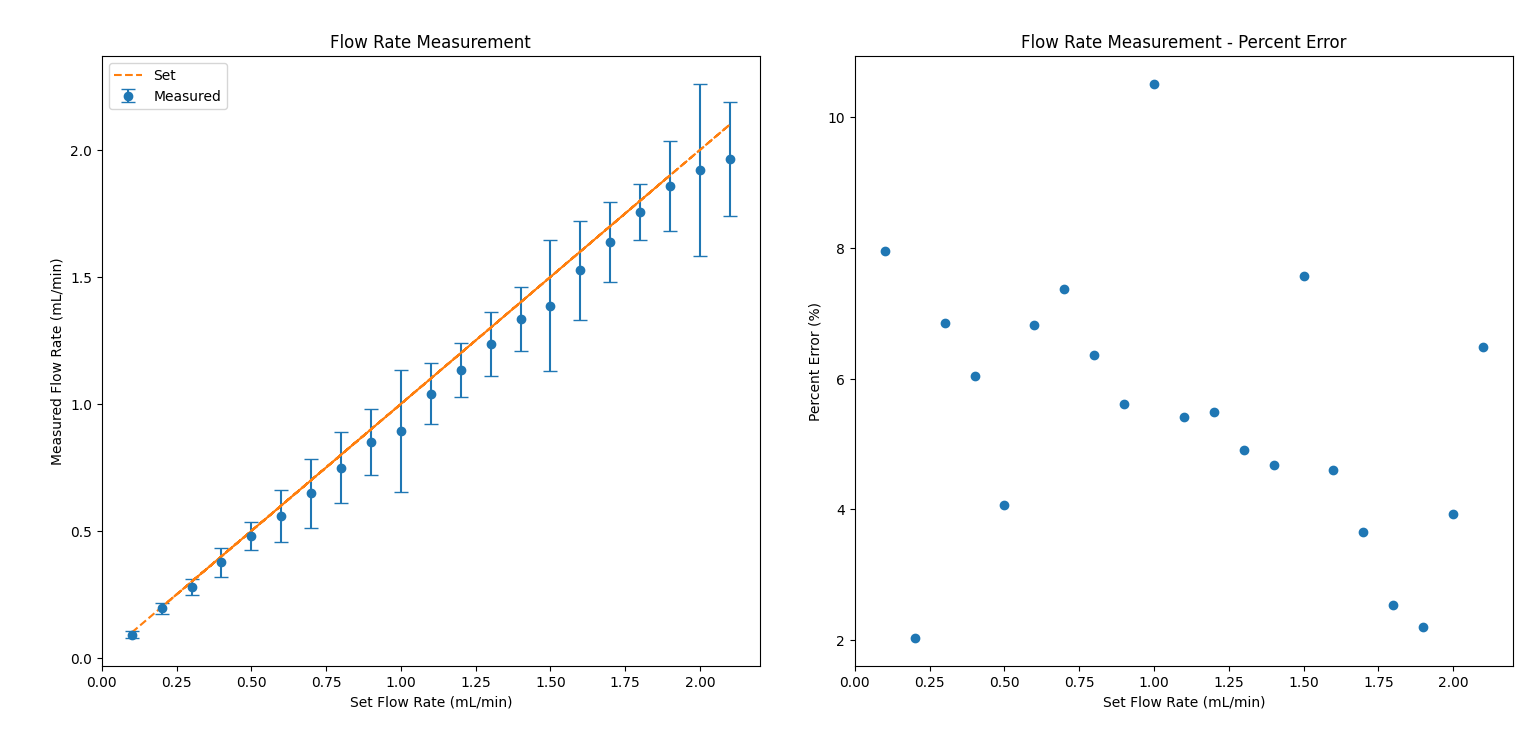 Flow Rate Measurement
Set
Measured
Measured Flow Rate (mL/min)
2.0
1.5
1.0
0.5
0.0
0.00 0.25 0.50 0.75 1.00 1.25 1.50 1.75 2.00
Set Flow Rate (mL/min)
Flow Rate Measurement - Percent Error
Percent Error (%)
10
8
6
4
2
0.00 0.25 0.50 0.75 1.00 1.25 1.50 1.75 2.00
Set Flow Rate (mL/min)